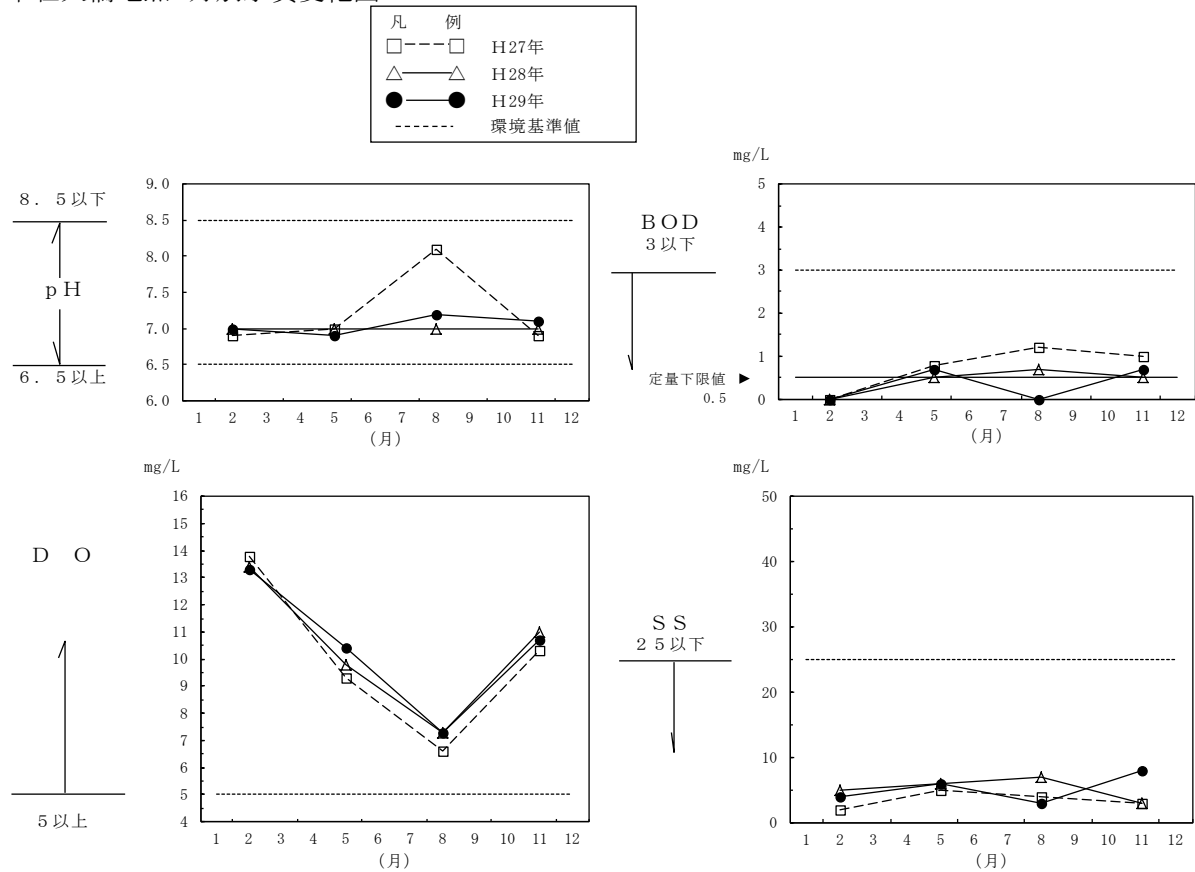 凡　例
H27年
H28年
H29年
環境基準値
8．5以下
pH
6．5以上
9.0
8.5
8.0
7.5
7.0
6.5
6.0
1 2 3 4 5 6 7 8 9 10 11 12
(月)
mg/L
BOD
3以下
定量下限値 ▶
0.5
5
4
3
2
1
0
1 2 3 4 5 6 7 8 9 10 11 12
(月)
mg/L
D O
5以上
16
15
14
13
12
11
10
9
8
7
6
5
4
1 2 3 4 5 6 7 8 9 10 11 12
(月)
mg/L
SS
25以下
50
40
30
20
10
0
1 2 3 4 5 6 7 8 9 10 11 12
(月)